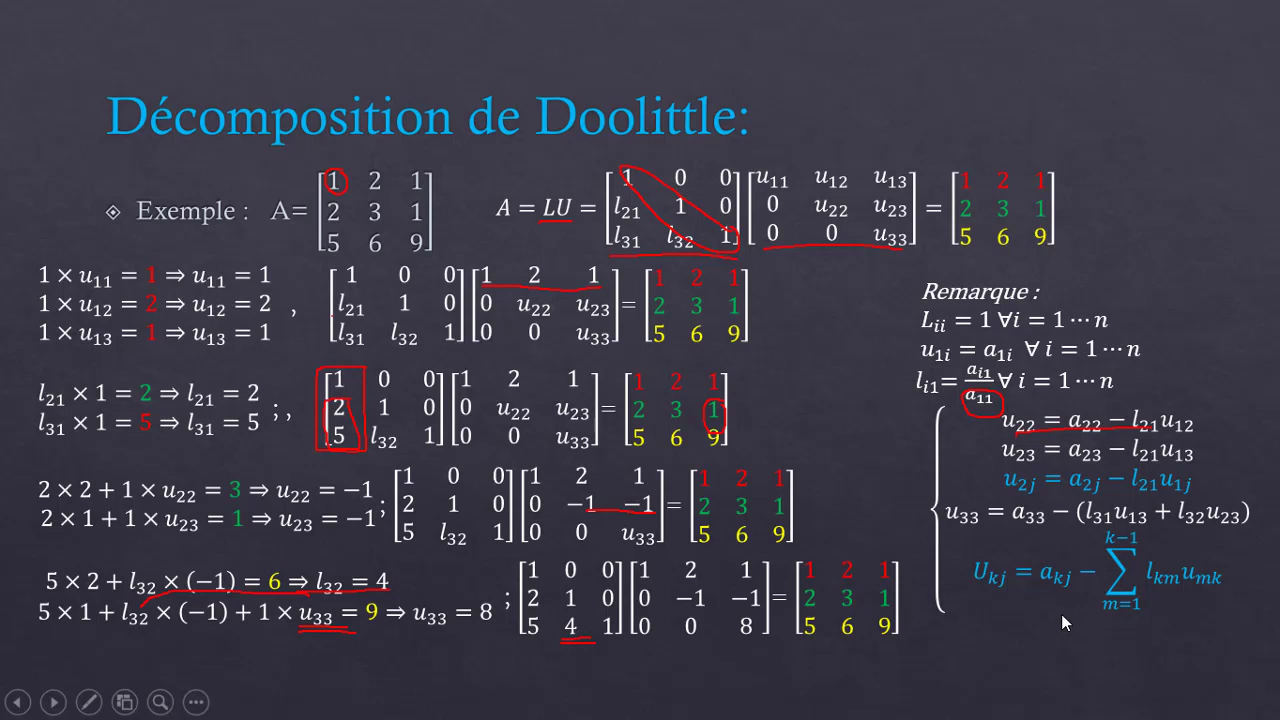 Décomposition de Doolittle:
Exemple : A= [1 2 1; 2 3 1; 5 6 9]
A = LU = [1 0 0; l₂₁ 1 0; l₃₁ l₃₂ 1] [u₁₁ u₁₂ u₁₃; 0 u₂₂ u₂₃; 0 0 u₃₃] = [1 2 1; 2 3 1; 5 6 9]
1 × u₁₁ = 1 ⇒ u₁₁ = 1
1 × u₁₂ = 2 ⇒ u₁₂ = 2 ,
1 × u₁₃ = 1 ⇒ u₁₃ = 1
[1 0 0; l₂₁ 1 0; l₃₁ l₃₂ 1] [1 2 1; 0 u₂₂ u₂₃; 0 0 u₃₃] = [1 2 1; 2 3 1; 5 6 9]
l₂₁ × 1 = 2 ⇒ l₂₁ = 2
l₃₁ × 1 = 5 ⇒ l₃₁ = 5 ; ,
[1 0 0; 2 1 0; 5 l₃₂ 1] [1 2 1; 0 u₂₂ u₂₃; 0 0 u₃₃] = [1 2 1; 2 3 1; 5 6 9]
2 × 2 + 1 × u₂₂ = 3 ⇒ u₂₂ = −1
2 × 1 + 1 × u₂₃ = 1 ⇒ u₂₃ = −1 ;
[1 0 0; 2 1 0; 5 l₃₂ 1] [1 2 1; 0 −1 −1; 0 0 u₃₃] = [1 2 1; 2 3 1; 5 6 9]
5 × 2 + l₃₂ × (−1) = 6 ⇒ l₃₂ = 4
5 × 1 + l₃₂ × (−1) + 1 × u₃₃ = 9 ⇒ u₃₃ = 8 ;
[1 0 0; 2 1 0; 5 4 1] [1 2 1; 0 −1 −1; 0 0 8] = [1 2 1; 2 3 1; 5 6 9]
Remarque :
Lᵢᵢ = 1 ∀i = 1 ⋯ n
u₁ᵢ = a₁ᵢ ∀ i = 1 ⋯ n
lᵢ₁= aᵢ₁/a₁₁ ∀ i = 1 ⋯ n
u₂₂ = a₂₂ − l₂₁u₁₂
u₂₃ = a₂₃ − l₂₁u₁₃
u₂ⱼ = a₂ⱼ − l₂₁u₁ⱼ
u₃₃ = a₃₃ − (l₃₁u₁₃ + l₃₂u₂₃)
Uₖⱼ = aₖⱼ − ∑_{m=1}^{k−1} lₖₘuₘₖ